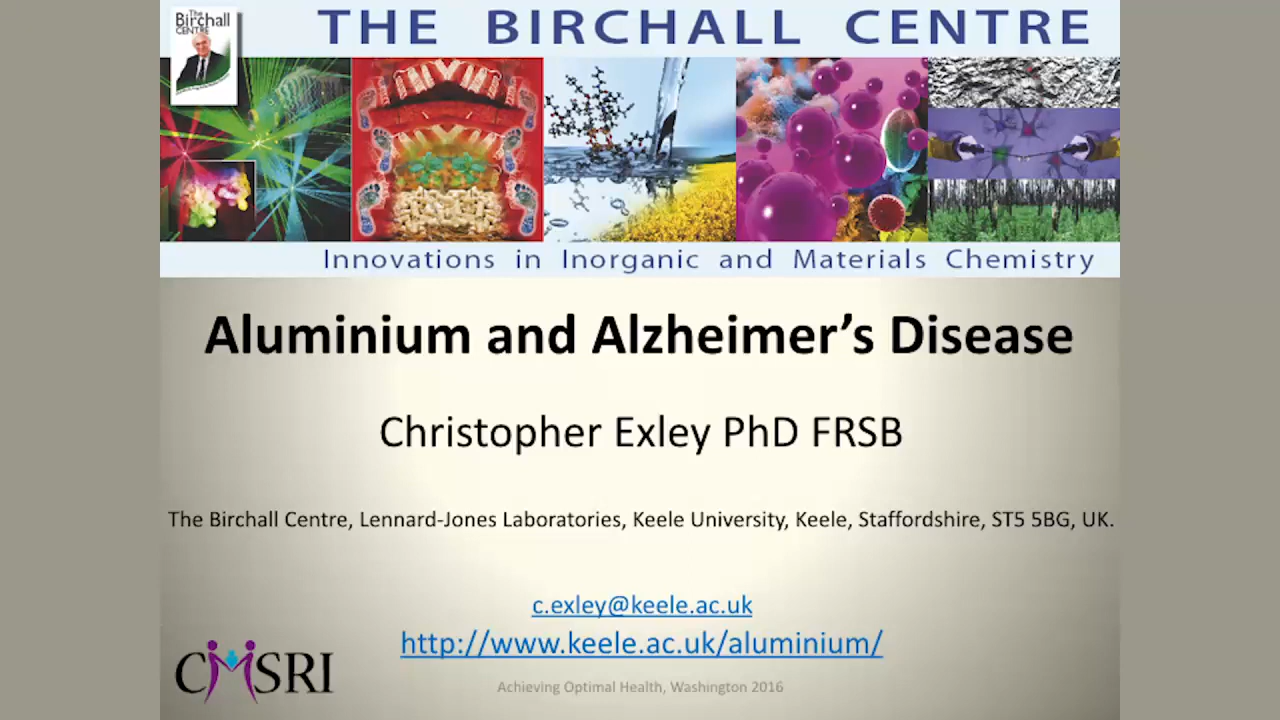 The
Birchall
CENTRE
THE BIRCHALL CENTRE
Innovations in Inorganic and Materials Chemistry
Aluminium and Alzheimer’s Disease
Christopher Exley PhD FRSB
The Birchall Centre, Lennard-Jones Laboratories, Keele University, Keele, Staffordshire, ST5 5BG, UK.
c.exley@keele.ac.uk
http://www.keele.ac.uk/aluminium/
CMSRI
Achieving Optimal Health, Washington 2016